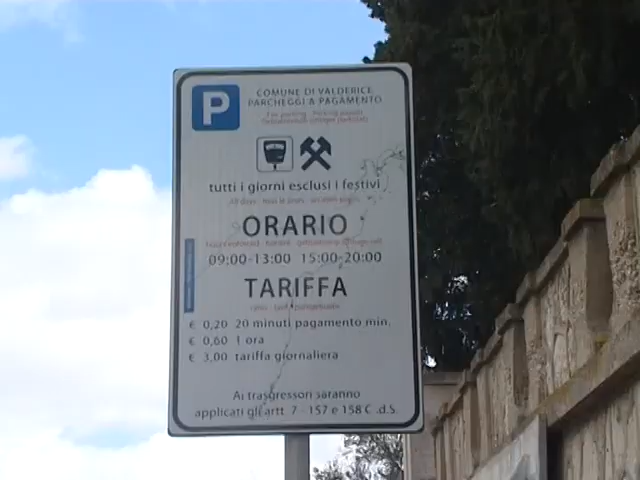 P
COMUNE DI VALDERICE
PARCHEGGI A PAGAMENTO
tutti i giorni esclusi i festivi
ORARIO
09:00-13:00 15:00-20:00
TARIFFA
€ 0,20 20 minuti pagamento min.
€ 0,60 1 ora
€ 3,00 tariffa giornaliera
Ai trasgressori saranno
applicati gli artt. 7 - 157 e 158 C .d.S.